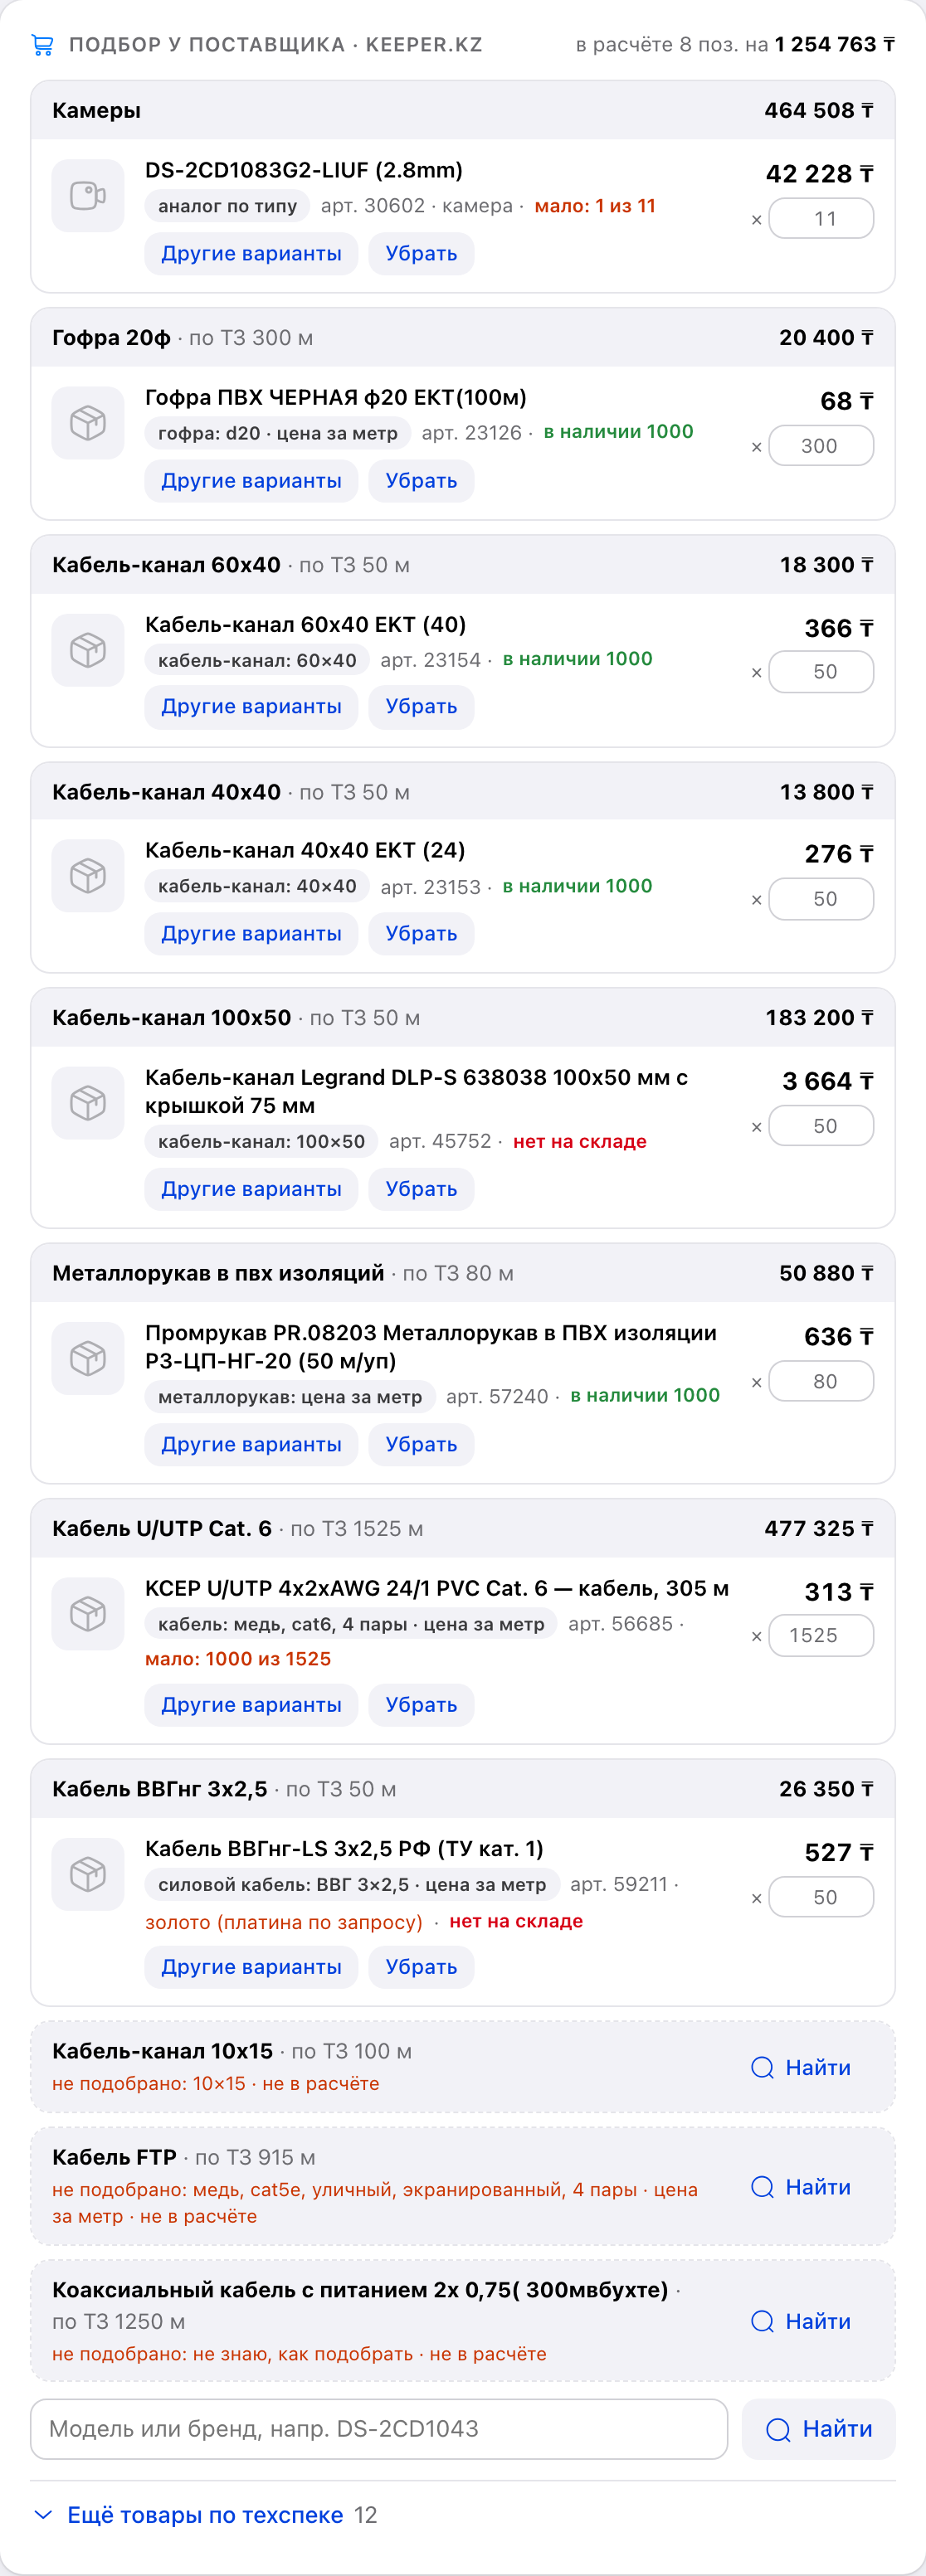 ПОДБОР У ПОСТАВЩИКА · KEEPER.KZ
в расчёте 8 поз. на 1 254 763 ₸
Камеры
464 508 ₸
DS-2CD1083G2-LIUF (2.8mm)
42 228 ₸
аналог по типу арт. 30602 · камера · мало: 1 из 11
× 11
Другие варианты Убрать
Гофра 20ф · по ТЗ 300 м
20 400 ₸
Гофра ПВХ ЧЕРНАЯ ф20 ЕКТ(100м)
68 ₸
гофра: d20 · цена за метр арт. 23126 · в наличии 1000
× 300
Другие варианты Убрать
Кабель-канал 60х40 · по ТЗ 50 м
18 300 ₸
Кабель-канал 60х40 ЕКТ (40)
366 ₸
кабель-канал: 60×40 арт. 23154 · в наличии 1000
× 50
Другие варианты Убрать
Кабель-канал 40х40 · по ТЗ 50 м
13 800 ₸
Кабель-канал 40х40 ЕКТ (24)
276 ₸
кабель-канал: 40×40 арт. 23153 · в наличии 1000
× 50
Другие варианты Убрать
Кабель-канал 100х50 · по ТЗ 50 м
183 200 ₸
Кабель-канал Legrand DLP-S 638038 100х50 мм с
крышкой 75 мм
3 664 ₸
кабель-канал: 100×50 арт. 45752 · нет на складе
× 50
Другие варианты Убрать
Металлорукав в пвх изоляций · по ТЗ 80 м
50 880 ₸
Промрукав PR.08203 Металлорукав в ПВХ изоляции
РЗ-ЦП-НГ-20 (50 м/уп)
636 ₸
металлорукав: цена за метр арт. 57240 · в наличии 1000
× 80
Другие варианты Убрать
Кабель U/UTP Cat. 6 · по ТЗ 1525 м
477 325 ₸
КСЕР U/UTP 4x2xAWG 24/1 PVC Cat. 6 — кабель, 305 м
313 ₸
кабель: медь, cat6, 4 пары · цена за метр арт. 56685 ·
мало: 1000 из 1525
× 1525
Другие варианты Убрать
Кабель ВВГнг 3х2,5 · по ТЗ 50 м
26 350 ₸
Кабель ВВГнг-LS 3х2,5 РФ (ТУ кат. 1)
527 ₸
силовой кабель: ВВГ 3×2,5 · цена за метр арт. 59211 ·
золото (платина по запросу) · нет на складе
× 50
Другие варианты Убрать
Кабель-канал 10х15 · по ТЗ 100 м
не подобрано: 10×15 · не в расчёте
Найти
Кабель FTP · по ТЗ 915 м
не подобрано: медь, cat5e, уличный, экранированный, 4 пары · цена
за метр · не в расчёте
Найти
Коаксиальный кабель с питанием 2х 0,75( 300мвбухте) ·
по ТЗ 1250 м
не подобрано: не знаю, как подобрать · не в расчёте
Найти
Модель или бренд, напр. DS-2CD1043
Найти
Ещё товары по техспеке 12